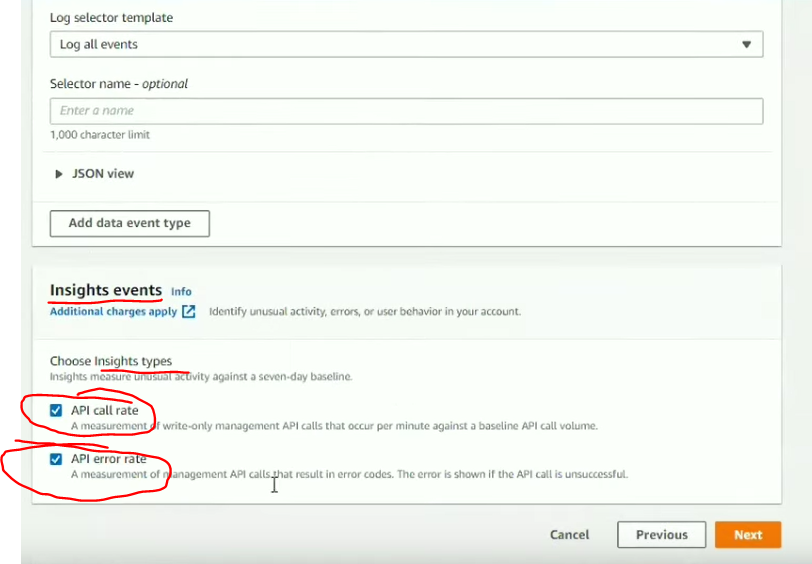 Log selector template
Log all events
Selector name - optional
Enter a name
1,000 character limit
JSON view
Add data event type
Insights events Info
Additional charges apply Identify unusual activity, errors, or user behavior in your account.
Choose Insights types
Insights measure unusual activity against a seven-day baseline.
API call rate
A measurement of write-only management API calls that occur per minute against a baseline API call volume.
API error rate
A measurement of management API calls that result in error codes. The error is shown if the API call is unsuccessful.
Cancel Previous Next